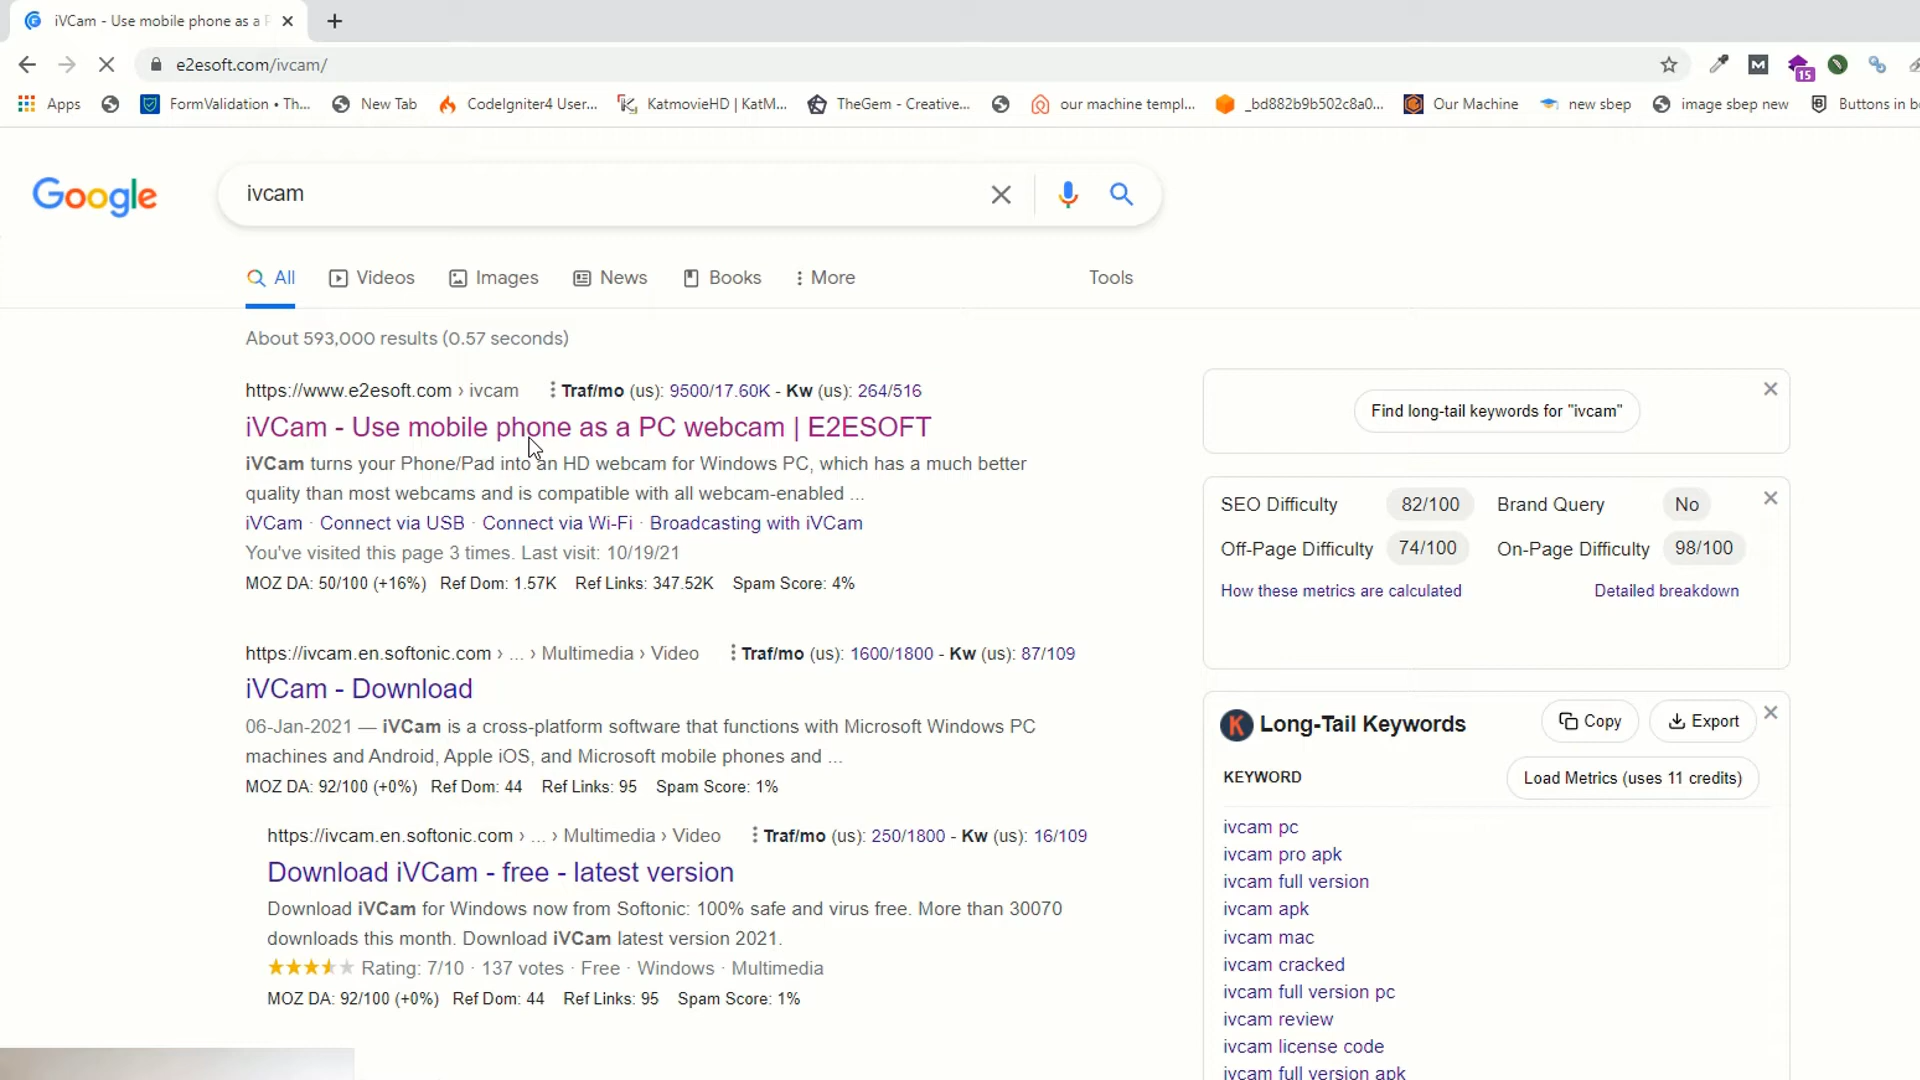 iVCam - Use mobile phone as a P
e2esoft.com/ivcam/
15
Apps
FormValidation • Th...
New Tab
CodeIgniter4 User...
KatmovieHD | KatM...
TheGem - Creative...
our machine templ...
_bd882b9b502c8a0...
Our Machine
new sbep
image sbep new
Buttons in bo
Google
ivcam
All
Videos
Images
News
Books
More
Tools
About 593,000 results (0.57 seconds)
https://www.e2esoft.com › ivcam Traf/mo (us): 9500/17.60K - Kw (us): 264/516
iVCam - Use mobile phone as a PC webcam | E2ESOFT
iVCam turns your Phone/Pad into an HD webcam for Windows PC, which has a much better
quality than most webcams and is compatible with all webcam-enabled ...
iVCam · Connect via USB · Connect via Wi-Fi · Broadcasting with iVCam
You've visited this page 3 times. Last visit: 10/19/21
MOZ DA: 50/100 (+16%) Ref Dom: 1.57K Ref Links: 347.52K Spam Score: 4%
https://ivcam.en.softonic.com › ... › Multimedia › Video Traf/mo (us): 1600/1800 - Kw (us): 87/109
iVCam - Download
06-Jan-2021 — iVCam is a cross-platform software that functions with Microsoft Windows PC
machines and Android, Apple iOS, and Microsoft mobile phones and ...
MOZ DA: 92/100 (+0%) Ref Dom: 44 Ref Links: 95 Spam Score: 1%
https://ivcam.en.softonic.com › ... › Multimedia › Video Traf/mo (us): 250/1800 - Kw (us): 16/109
Download iVCam - free - latest version
Download iVCam for Windows now from Softonic: 100% safe and virus free. More than 30070
downloads this month. Download iVCam latest version 2021.
Rating: 7/10 · 137 votes · Free · Windows · Multimedia
MOZ DA: 92/100 (+0%) Ref Dom: 44 Ref Links: 95 Spam Score: 1%
Find long-tail keywords for "ivcam"
SEO Difficulty 82/100 Brand Query No
Off-Page Difficulty 74/100 On-Page Difficulty 98/100
How these metrics are calculated Detailed breakdown
K Long-Tail Keywords Copy Export
KEYWORD Load Metrics (uses 11 credits)
ivcam pc
ivcam pro apk
ivcam full version
ivcam apk
ivcam mac
ivcam cracked
ivcam full version pc
ivcam review
ivcam license code
ivcam full version apk